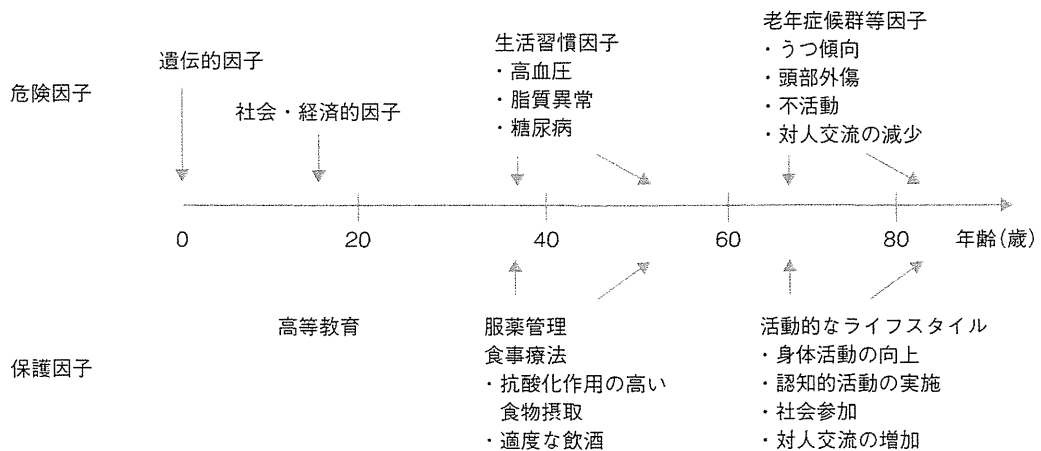 危険因子
遺伝的因子
社会・経済的因子
生活習慣因子
・高血圧
・脂質異常
・糖尿病
老年症候群等因子
・うつ傾向
・頭部外傷
・不活動
・対人交流の減少
0
20
40
60
80
年齢(歳)
保護因子
高等教育
服薬管理
食事療法
・抗酸化作用の高い
食物摂取
・適度な飲酒
活動的なライフスタイル
・身体活動の向上
・認知的活動の実施
・社会参加
・対人交流の増加